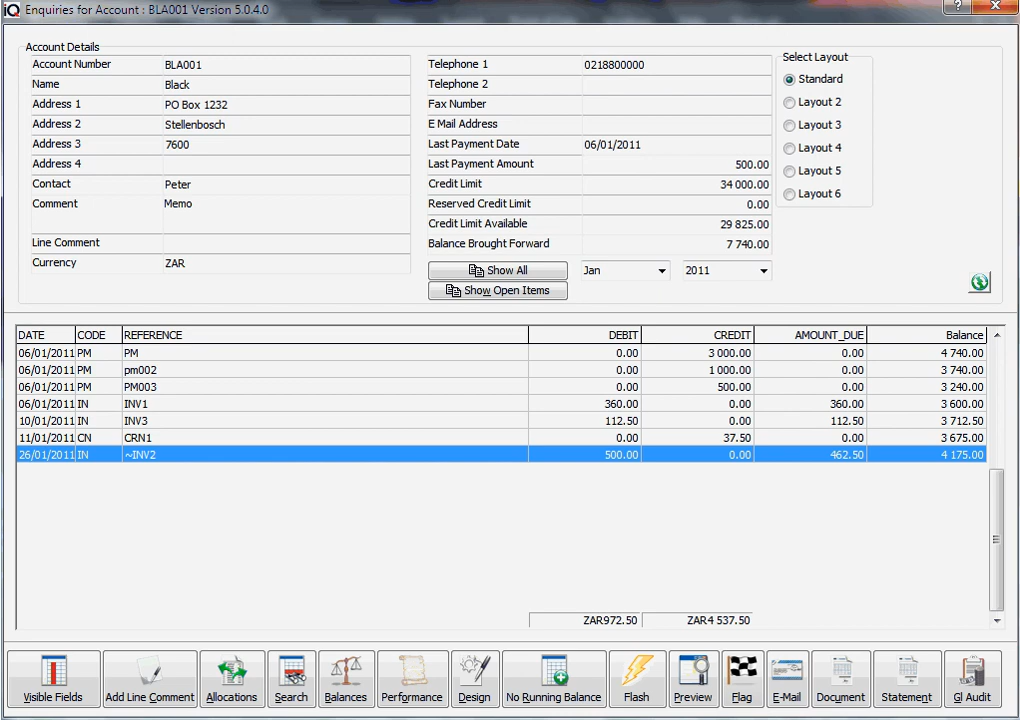 iQ Enquiries for Account : BLA001 Version 5.0.4.0
? X
Account Details
Account Number BLA001
Name Black
Address 1 PO Box 1232
Address 2 Stellenbosch
Address 3 7600
Address 4
Contact Peter
Comment Memo
Line Comment
Currency ZAR
Telephone 1 0218800000
Telephone 2
Fax Number
E Mail Address
Last Payment Date 06/01/2011
Last Payment Amount 500.00
Credit Limit 34 000.00
Reserved Credit Limit 0.00
Credit Limit Available 29 825.00
Balance Brought Forward 7 740.00
Show All Jan 2011
Show Open Items
Select Layout
Standard
Layout 2
Layout 3
Layout 4
Layout 5
Layout 6
DATE CODE REFERENCE DEBIT CREDIT AMOUNT_DUE Balance
06/01/2011 PM PM 0.00 3 000.00 0.00 4 740.00
06/01/2011 PM pm002 0.00 1 000.00 0.00 3 740.00
06/01/2011 PM PM003 0.00 500.00 0.00 3 240.00
06/01/2011 IN INV1 360.00 0.00 360.00 3 600.00
10/01/2011 IN INV3 112.50 0.00 112.50 3 712.50
11/01/2011 CN CRN1 0.00 37.50 0.00 3 675.00
26/01/2011 IN ~INV2 500.00 0.00 462.50 4 175.00
ZAR972.50 ZAR4 537.50
Visible Fields Add Line Comment Allocations Search Balances Performance Design No Running Balance Flash Preview Flag E-Mail Document Statement Gl Audit